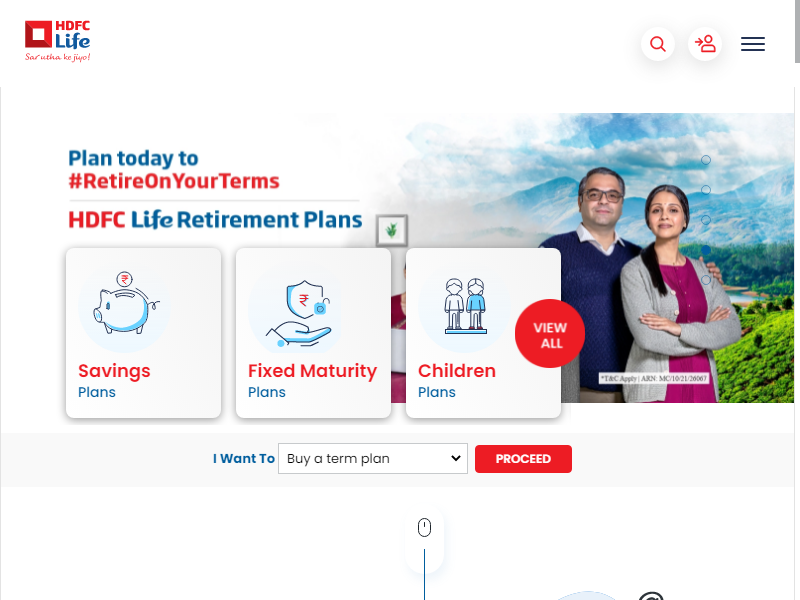 HDFC
Life
Sar utha ke jiyo!
Plan today to
#RetireOnYourTerms
HDFC Life Retirement Plans
Savings
Plans
Fixed Maturity
Plans
Children
Plans
VIEW
ALL
*T&C Apply | ARN: MC/10/21/26067
I Want To
Buy a term plan
PROCEED